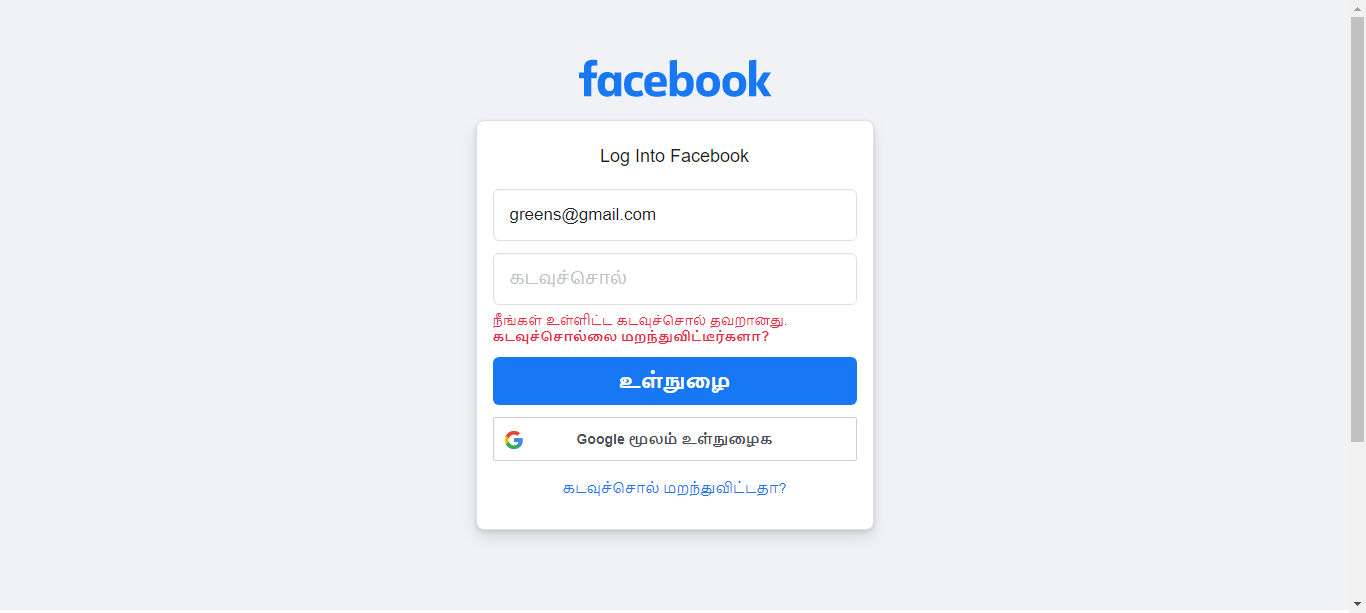 facebook
Log Into Facebook
greens@gmail.com
கடவுச்சொல்
நீங்கள் உள்ளிட்ட கடவுச்சொல் தவறானது.
கடவுச்சொல்லை மறந்துவிட்டீர்களா?
உள்நுழை
Google மூலம் உள்நுழைக
கடவுச்சொல் மறந்துவிட்டதா?